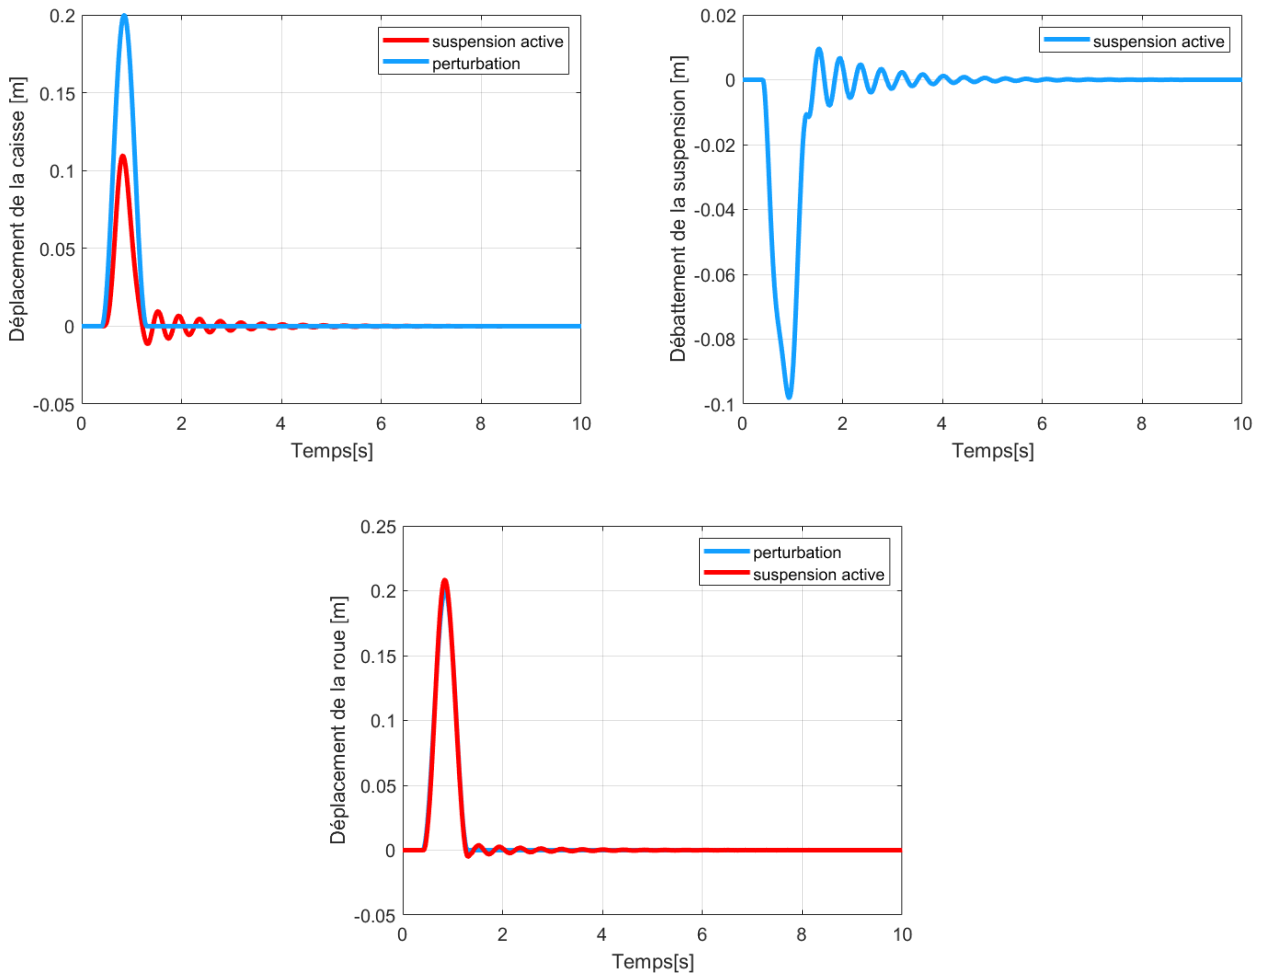 Déplacement de la caisse [m]
0.2
0.15
0.1
0.05
0
-0.05
suspension active
perturbation
0 2 4 6 8 10
Temps[s]
Débattement de la suspension [m]
0.02
0
-0.02
-0.04
-0.06
-0.08
-0.1
suspension active
0 2 4 6 8 10
Temps[s]
Déplacement de la roue [m]
0.25
0.2
0.15
0.1
0.05
0
-0.05
perturbation
suspension active
0 2 4 6 8 10
Temps[s]